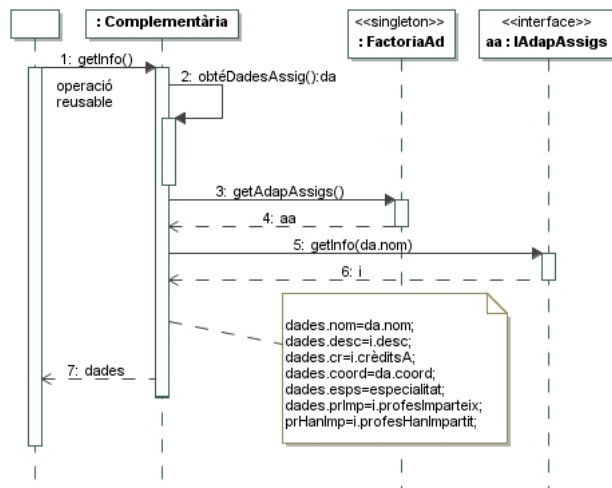 : Complementària
<<singleton>>
: FactoriaAd
<<interface>>
aa : IAdapAssigs
1: getInfo()
operació
reusable
2: obtéDadesAssig():da
3: getAdapAssigs()
4: aa
5: getInfo(da.nom)
6: i
dades.nom=da.nom;
dades.desc=i.desc;
dades.cr=i.crèditsA;
dades.coord=da.coord;
dades.esps=especialitat;
dades.prImp=i.profesImparteix;
prHanImp=i.profesHanImpartit;
7: dades